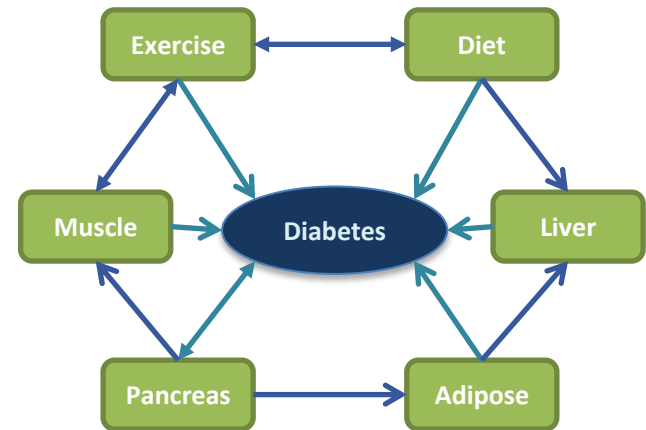 Exercise
Diet
Muscle
Diabetes
Liver
Pancreas
Adipose